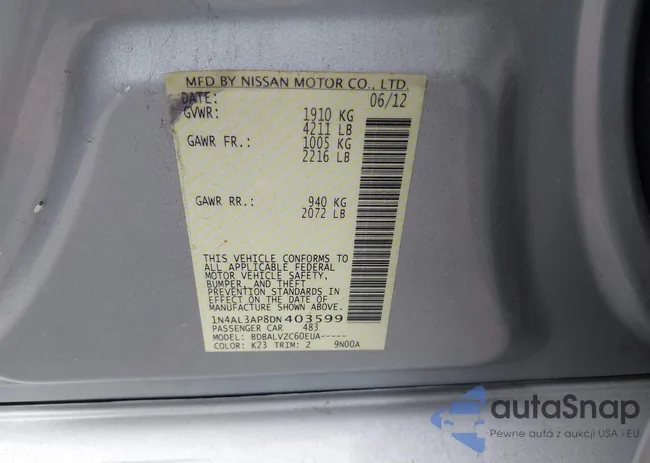 MFD BY NISSAN MOTOR CO., LTD.
DATE: 06/12
GVWR: 1910 KG
4211 LB
GAWR FR.: 1005 KG
2216 LB
GAWR RR.: 940 KG
2072 LB
THIS VEHICLE CONFORMS TO
ALL APPLICABLE FEDERAL
MOTOR VEHICLE SAFETY,
BUMPER, AND THEFT
PREVENTION STANDARDS IN
EFFECT ON THE DATE OF
MANUFACTURE SHOWN ABOVE.
1N4AL3AP8DN 403599
PASSENGER CAR 483
MODEL: BDBALVZC60EUA-----
COLOR: K23 TRIM: Z 9N00A
autaSnap
Pewne auta z aukcji USA i EU